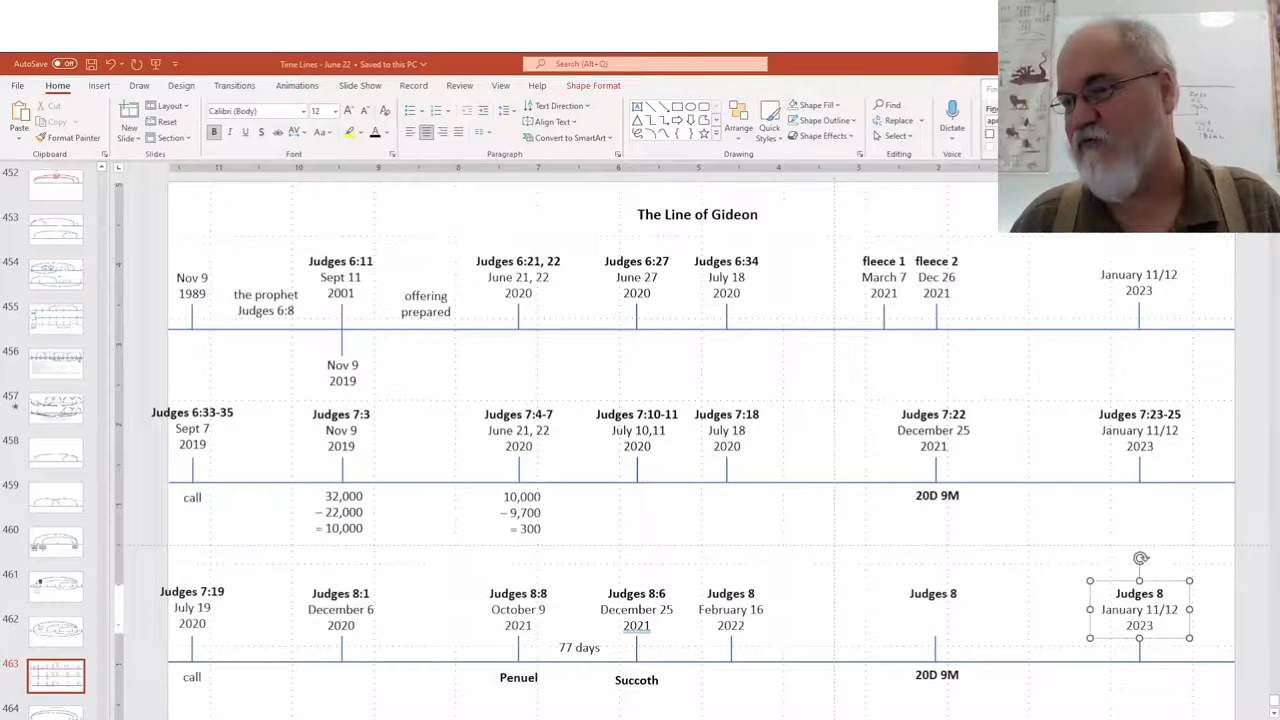 AutoSave Off
Time Lines - June 22 - Saved to this PC
Search (Alt+Q)
File Home Insert Draw Design Transitions Animations Slide Show Record Review View Help Shape Format
Paste
Cut
Copy
Format Painter
Clipboard
New Slide
Layout
Reset
Section
Slides
Calibri (Body) 12
Font
Paragraph
Text Direction
Align Text
Convert to SmartArt
Arrange
Quick Styles
Shape Fill
Shape Outline
Shape Effects
Drawing
Find
Replace
Select
Editing
Dictate
Voice
11 10 9 8 7 6 5 4 3 2 1
452
453
454
455
456
457
458
459
460
461
462
463
464
The Line of Gideon
Nov 9
1989
the prophet
Judges 6:8
Judges 6:11
Sept 11
2001
Nov 9
2019
offering
prepared
Judges 6:21, 22
June 21, 22
2020
Judges 6:27
June 27
2020
Judges 6:34
July 18
2020
fleece 1
March 7
2021
fleece 2
Dec 26
2021
January 11/12
2023
Judges 6:33-35
Sept 7
2019
call
Judges 7:3
Nov 9
2019
32,000
– 22,000
= 10,000
Judges 7:4-7
June 21, 22
2020
10,000
– 9,700
= 300
Judges 7:10-11
July 10,11
2020
Judges 7:18
July 18
2020
Judges 7:22
December 25
2021
20D 9M
Judges 7:23-25
January 11/12
2023
Judges 7:19
July 19
2020
call
Judges 8:1
December 6
2020
Judges 8:8
October 9
2021
Penuel
77 days
Judges 8:6
December 25
2021
Succoth
Judges 8
February 16
2022
Judges 8
20D 9M
Judges 8
January 11/12
2023